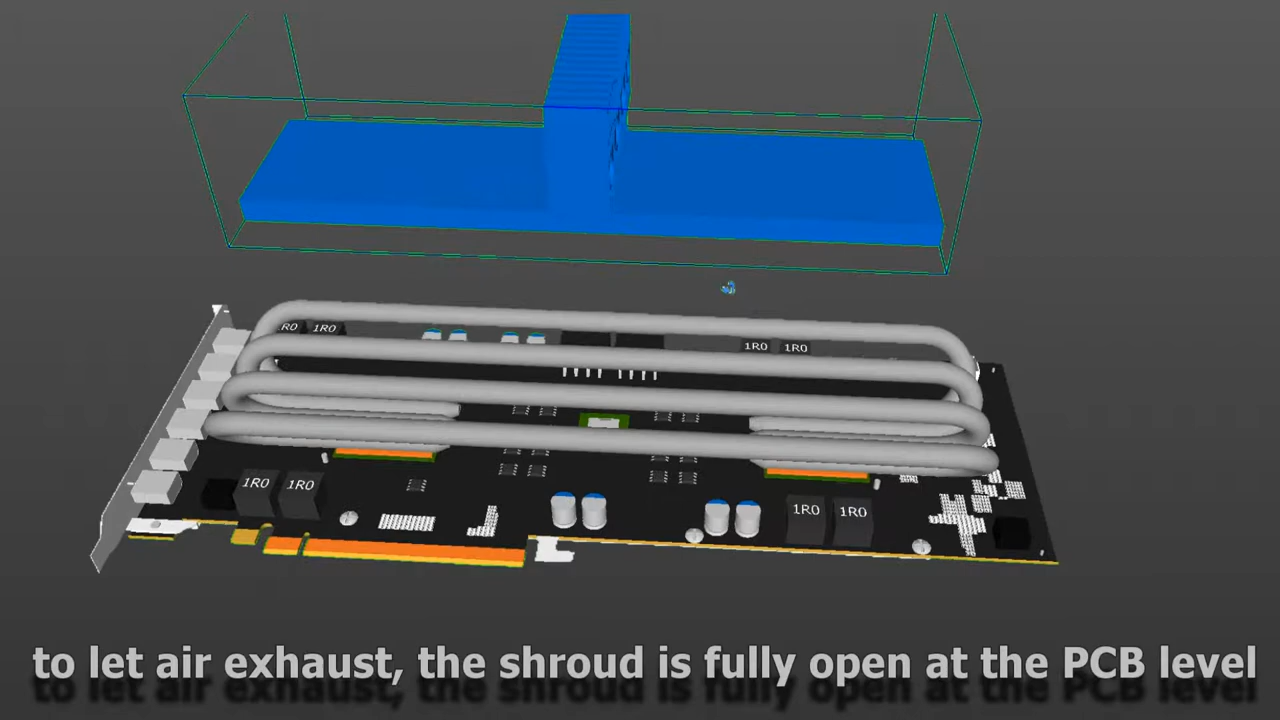 R0 1R0
1R0 1R0
1R0 1R0
1R0 1R0
to let air exhaust, the shroud is fully open at the PCB level